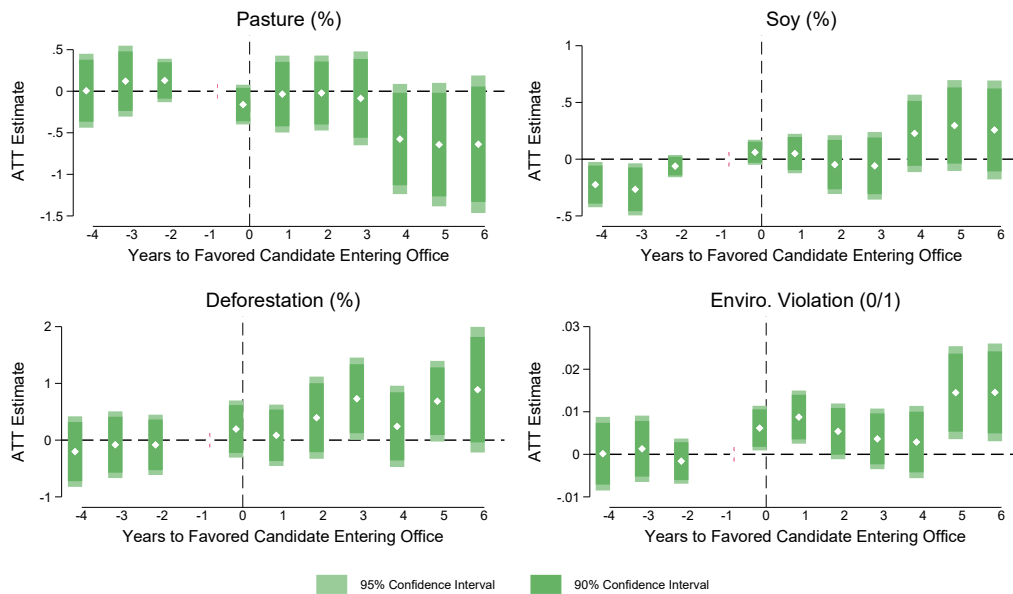 Pasture (%)
ATT Estimate
.5
0
-.5
-1
-1.5
-4 -3 -2 -1 0 1 2 3 4 5 6
Years to Favored Candidate Entering Office
Soy (%)
ATT Estimate
1
.5
0
-.5
-4 -3 -2 -1 0 1 2 3 4 5 6
Years to Favored Candidate Entering Office
Deforestation (%)
ATT Estimate
2
1
0
-1
-4 -3 -2 -1 0 1 2 3 4 5 6
Years to Favored Candidate Entering Office
Enviro. Violation (0/1)
ATT Estimate
.03
.02
.01
0
-.01
-4 -3 -2 -1 0 1 2 3 4 5 6
Years to Favored Candidate Entering Office
95% Confidence Interval
90% Confidence Interval